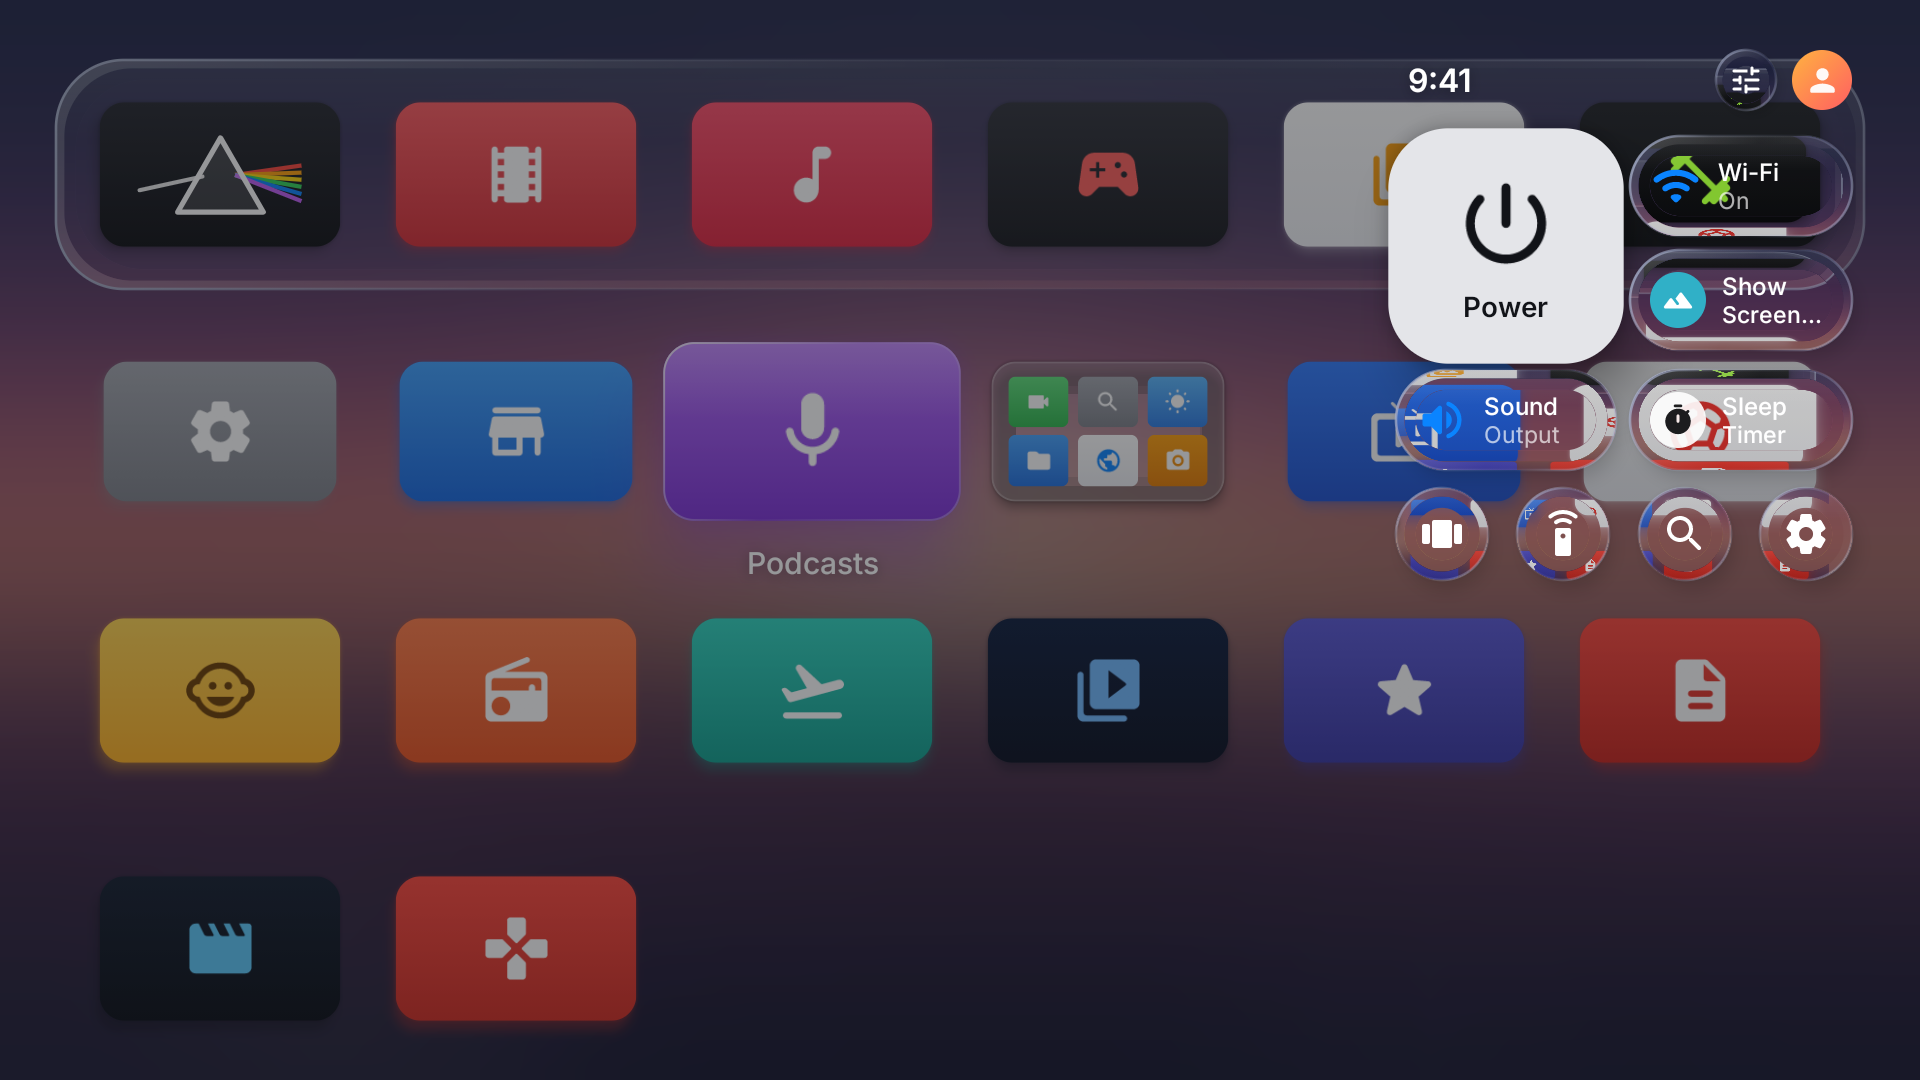 9:41
Power
Wi-Fi
On
Show
Screen...
Sound
Output
Sleep
Timer
Podcasts